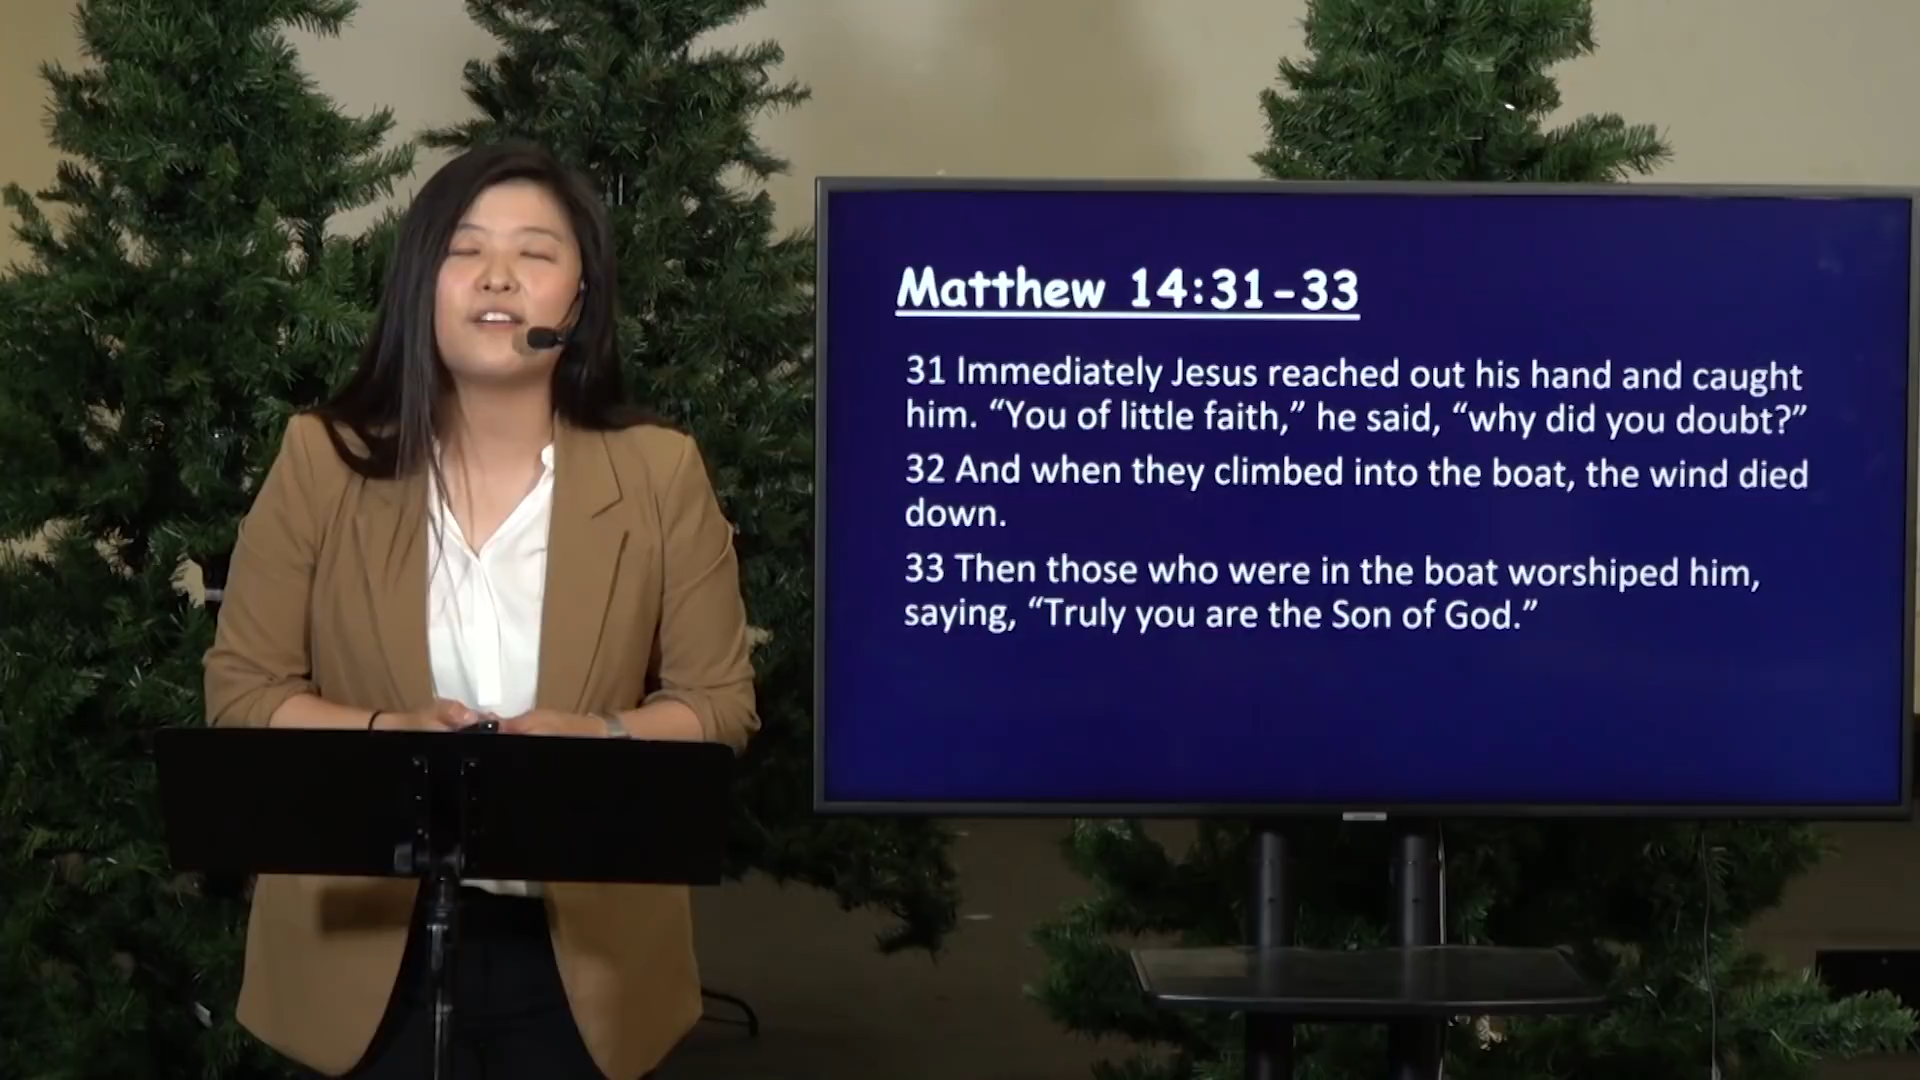 Matthew 14:31-33
31 Immediately Jesus reached out his hand and caught
him. “You of little faith,” he said, “why did you doubt?”
32 And when they climbed into the boat, the wind died
down.
33 Then those who were in the boat worshiped him,
saying, “Truly you are the Son of God.”